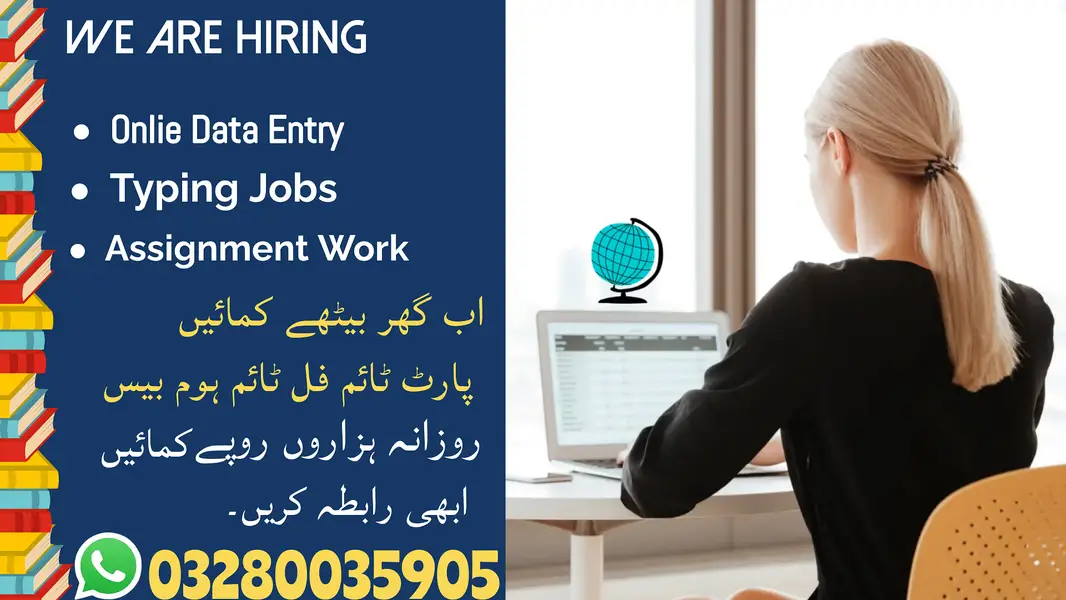 WE ARE HIRING
Onlie Data Entry
Typing Jobs
Assignment Work
اب گھر بیٹھے کمائیں
پارٹ ٹائم فل ٹائم ہوم بیس
روزانہ ہزاروں روپے کمائیں
ابھی رابطہ کریں۔
03280035905